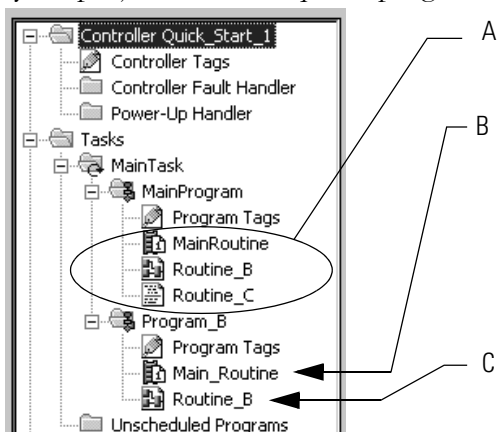 Controller Quick_Start_1
A
Controller Tags
Controller Fault Handler
Power-Up Handler
B
Tasks
MainTask
MainProgram
Program Tags
MainRoutine
Routine_B
Routine_C
Program_B
Program Tags
C
Main_Routine
Routine_B
Unscheduled Programs